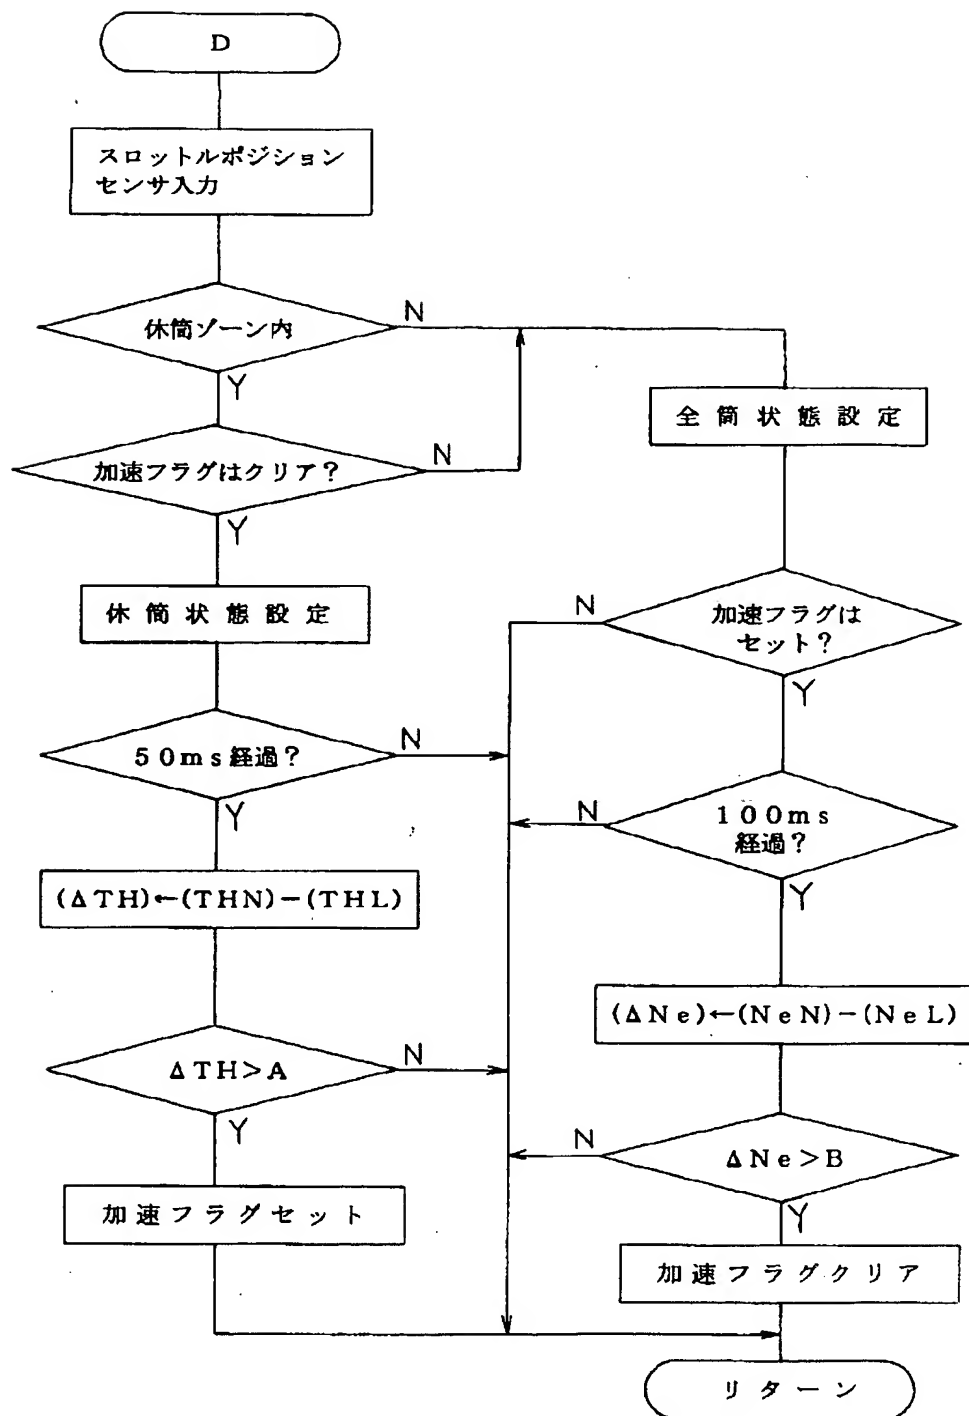 D
スロットルポジション
センサ入力
休筒ゾーン内
N
Y
加速フラグはクリア？
N
Y
休筒状態設定
50ms経過？
N
Y
(ΔTH)←(THN)−(THL)
ΔTH>A
N
Y
加速フラグセット
全筒状態設定
加速フラグは
セット？
N
Y
100ms
経過？
N
Y
(ΔNe)←(NeN)−(NeL)
ΔNe>B
N
Y
加速フラグクリア
リターン